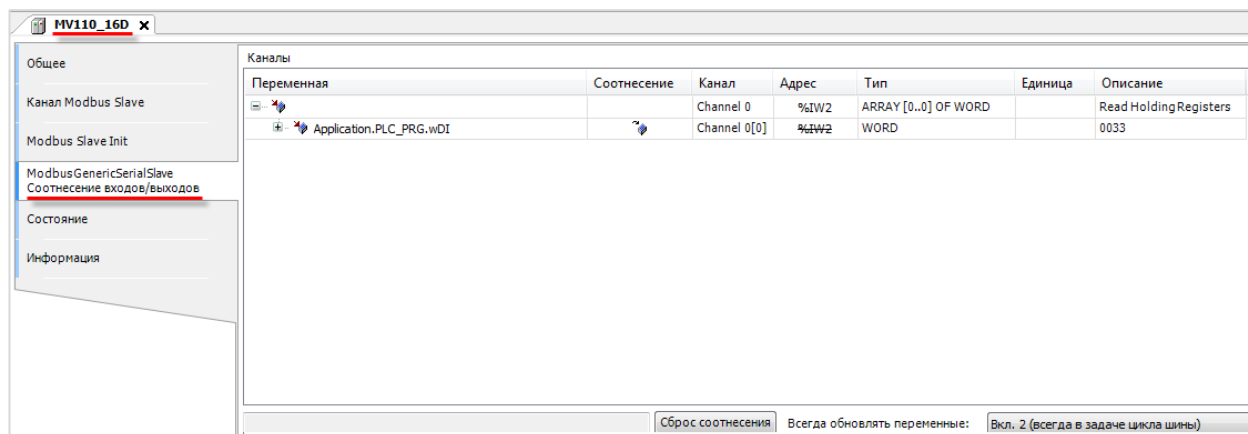 MV110_16D
Общее
Канал Modbus Slave
Modbus Slave Init
ModbusGenericSerialSlave
Соотнесение входов/выходов
Состояние
Информация
Каналы
Переменная Соотнесение Канал Адрес Тип Единица Описание
Channel 0 %IW2 ARRAY [0..0] OF WORD Read Holding Registers
Application.PLC_PRG.wDI Channel 0[0] %IW2 WORD 0033
Сброс соотнесения Всегда обновлять переменные: Вкл. 2 (всегда в задаче цикла шины)